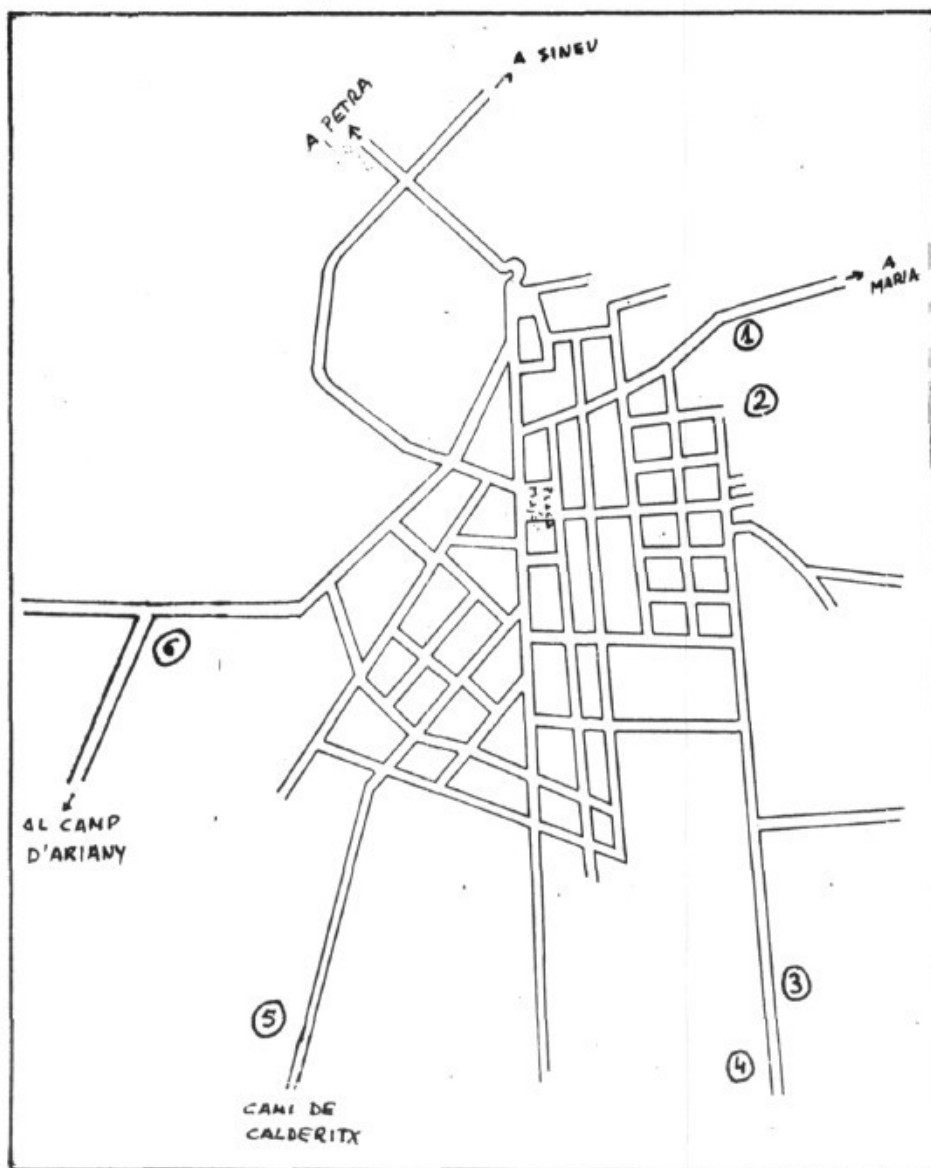 A SINEU
A PETRA
A
MARIA
1
2
6
AL CAMP
D'ARIANY
3
5
4
CAMI DE
CALDERITX